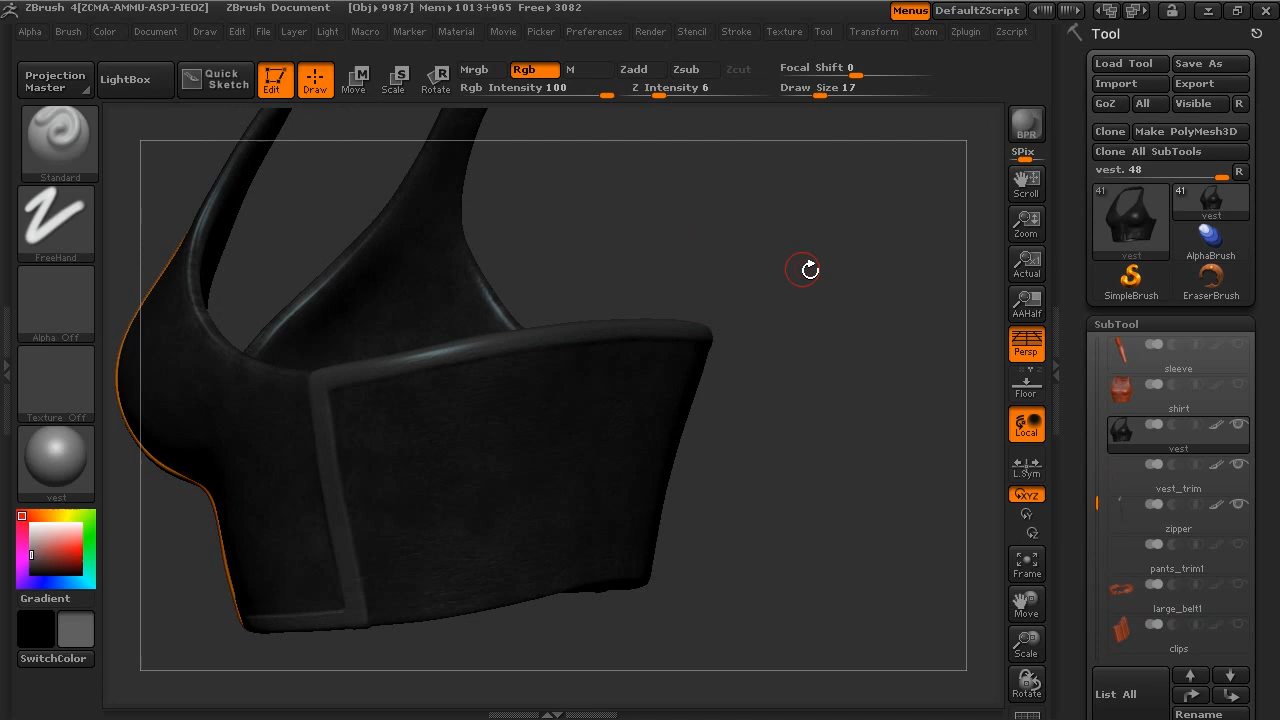 ZBrush 4[ZCMA-AMMU-ASPJ-IEOZ] ZBrush Document [Obj▸9987] Mem▸1013+965 Free▸3082 Menus DefaultZScript
Alpha Brush Color Document Draw Edit File Layer Light Macro Marker Material Movie Picker Preferences Render Stencil Stroke Texture Tool Transform Zoom Zplugin Zscript
Projection Master
LightBox
Quick Sketch
Edit
Draw
Move
Scale
Rotate
Mrgb Rgb M Zadd Zsub Zcut
Rgb Intensity 100 Z Intensity 6
Focal Shift 0
Draw Size 17
Standard
FreeHand
Alpha Off
Texture Off
vest
Gradient
SwitchColor
BPR
SPix
Scroll
Zoom
Actual
AAHalf
Persp
Floor
Local
L.Sym
XYZ
Frame
Move
Scale
Rotate
Tool
Load Tool Save As
Import Export
GoZ All Visible R
Clone Make PolyMesh3D
Clone All SubTools
vest. 48 R
41
vest
41
vest
AlphaBrush
SimpleBrush
EraserBrush
SubTool
sleeve
shirt
vest
vest_trim
zipper
pants_trim1
large_belt1
clips
List All
Rename